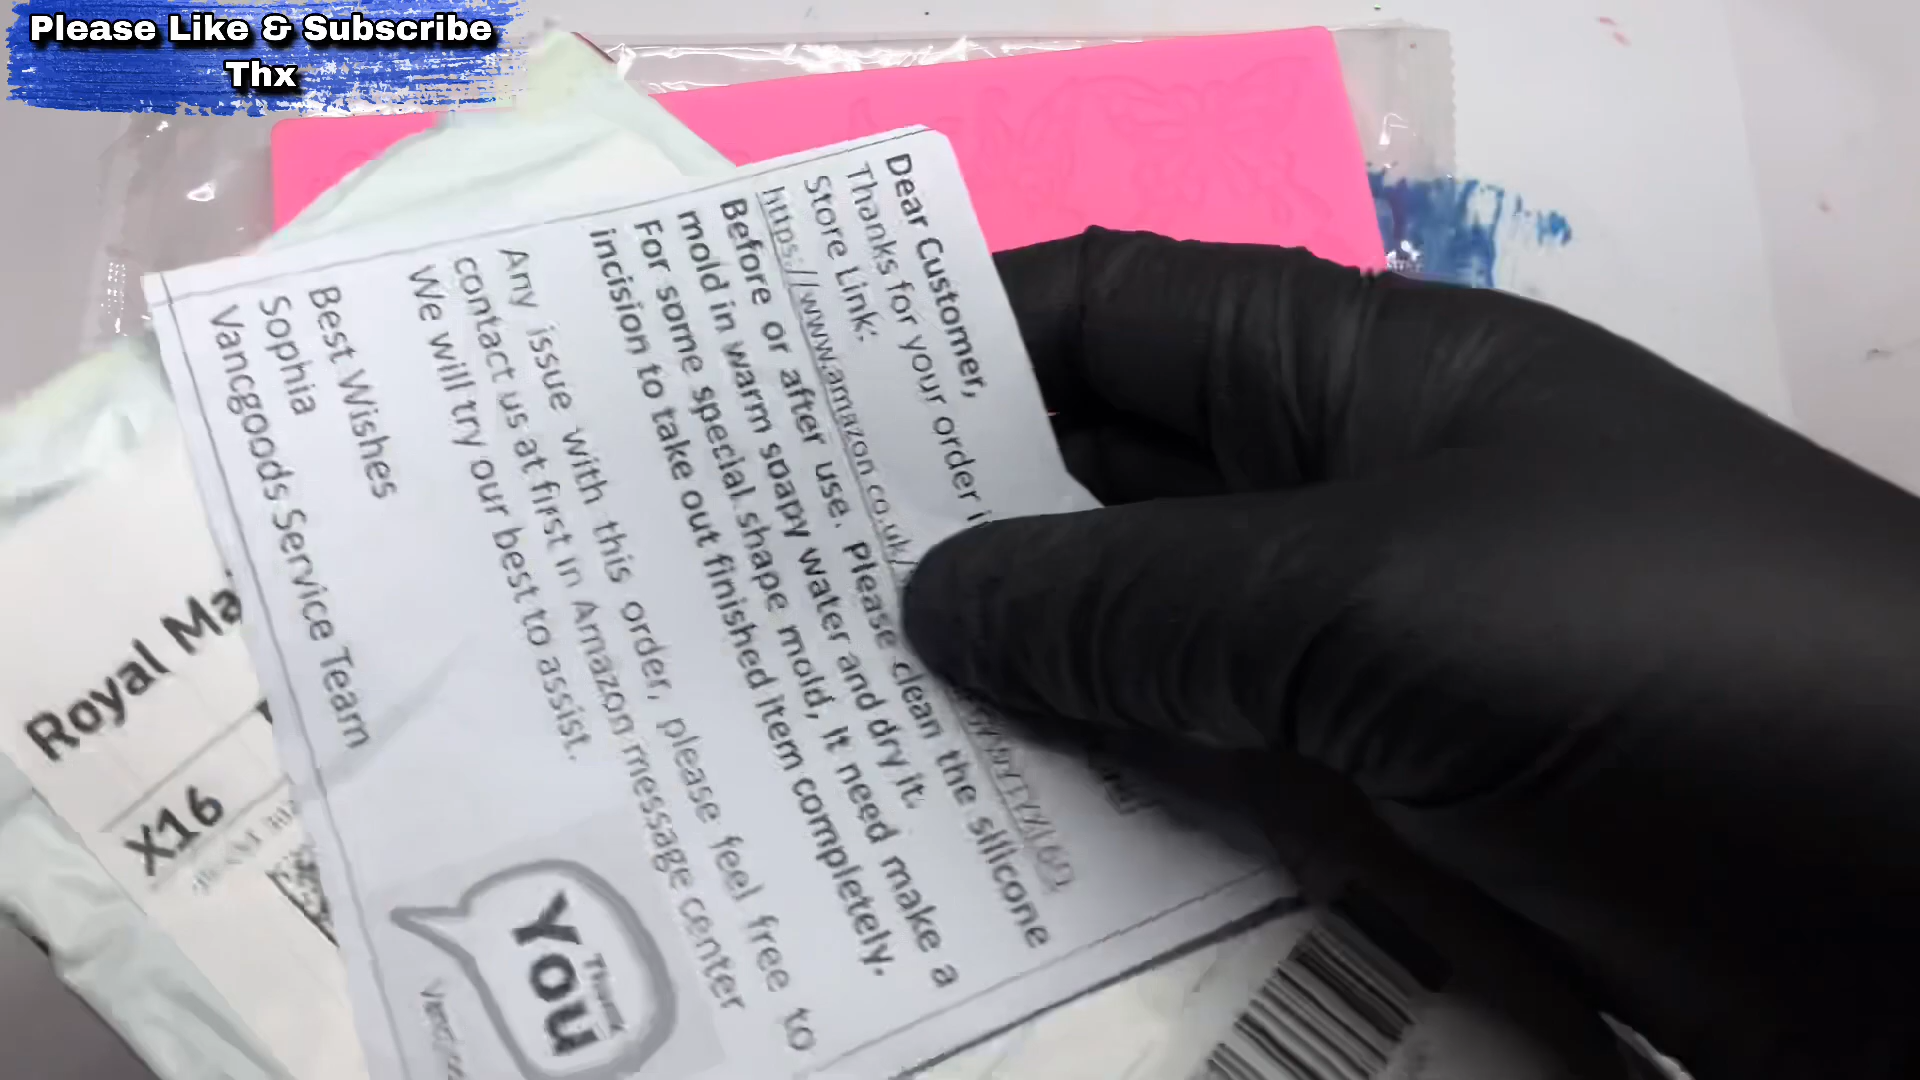 Please Like & Subscribe
Thx
Dear Customer,
Thanks for your order
Store Link:
https://www.amazon.co.uk/
Before or after use. Please clean the silicone
mold in warm soapy water and dry it.
For some special shape mold, It need make a
incision to take out finished item completely.
Any issue with this order, please feel free to
contact us at first in Amazon message center
We will try our best to assist.
Best Wishes
Sophia
Vancgoods Service Team
Thank
You
Royal Ma
X16